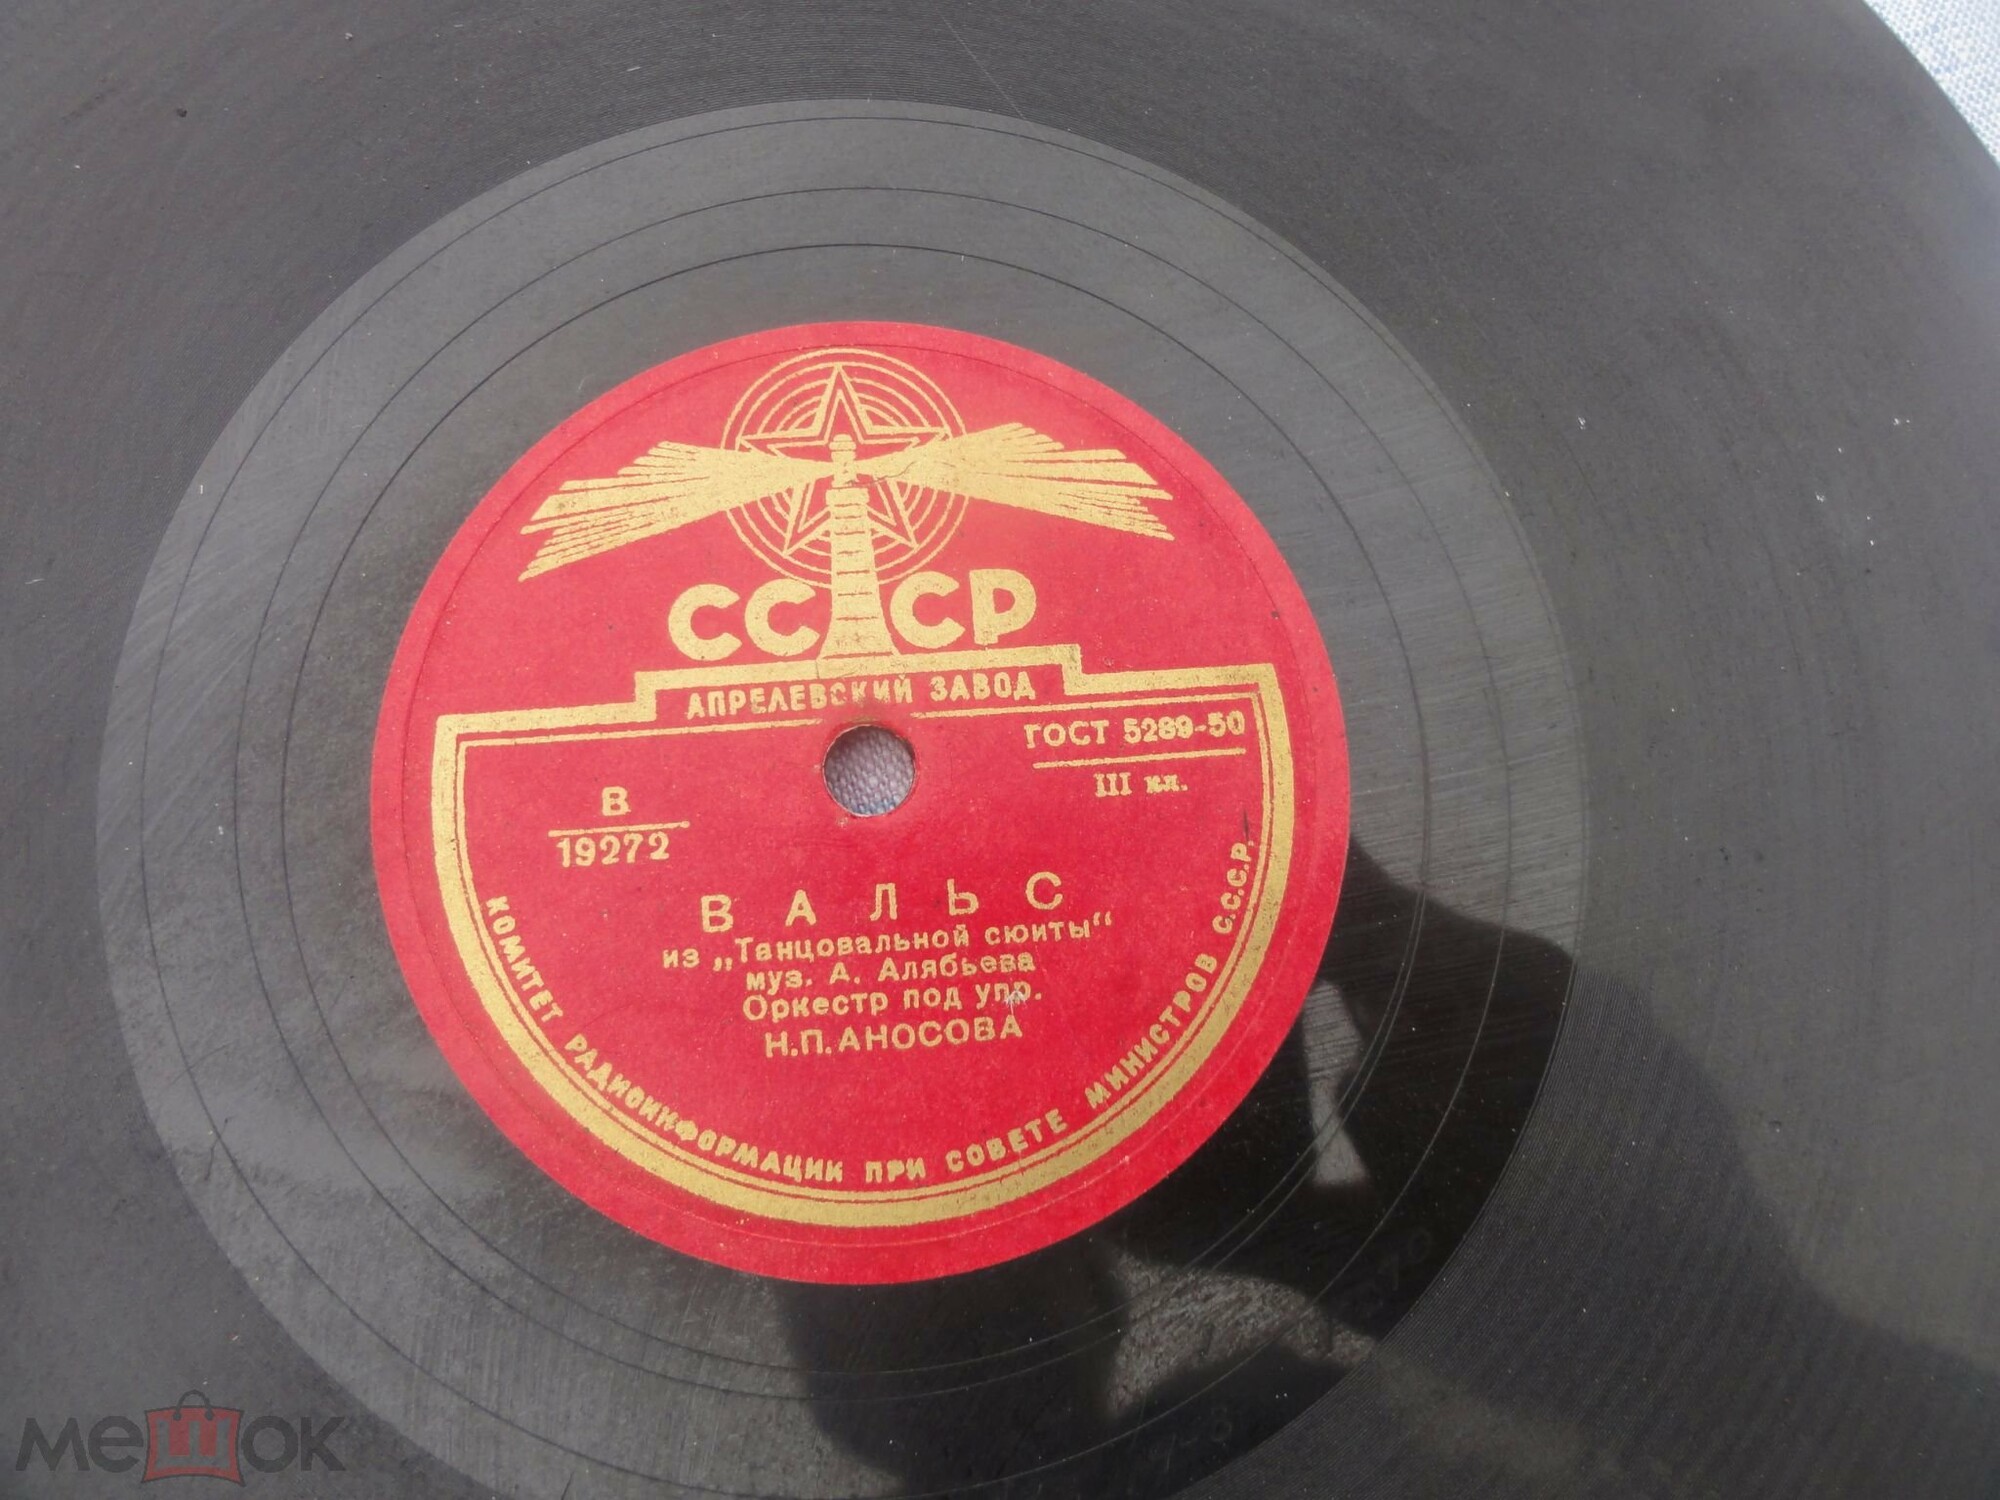 СССР
АПРЕЛЕВСКИЙ ЗАВОД
ГОСТ 5289-50
III кл.
В
19272
ВАЛЬС
из „Танцовальной сюиты“
муз. А. Алябьева
Оркестр под упр.
Н.П.АНОСОВА
КОМИТЕТ РАДИОИНФОРМАЦИИ ПРИ СОВЕТЕ МИНИСТРОВ С.С.С.Р.
мешок